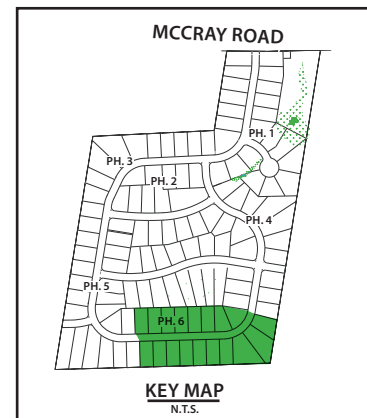 MCCRAY ROAD
PH. 1
PH. 3
PH. 2
PH. 4
PH. 5
PH. 6
KEY MAP
N.T.S.